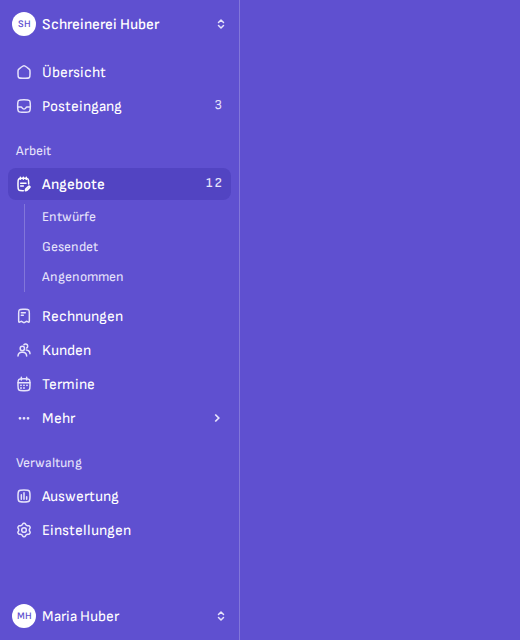 SH Schreinerei Huber
Übersicht
Posteingang 3
Arbeit
Angebote 12
Entwürfe
Gesendet
Angenommen
Rechnungen
Kunden
Termine
Mehr
Verwaltung
Auswertung
Einstellungen
MH Maria Huber